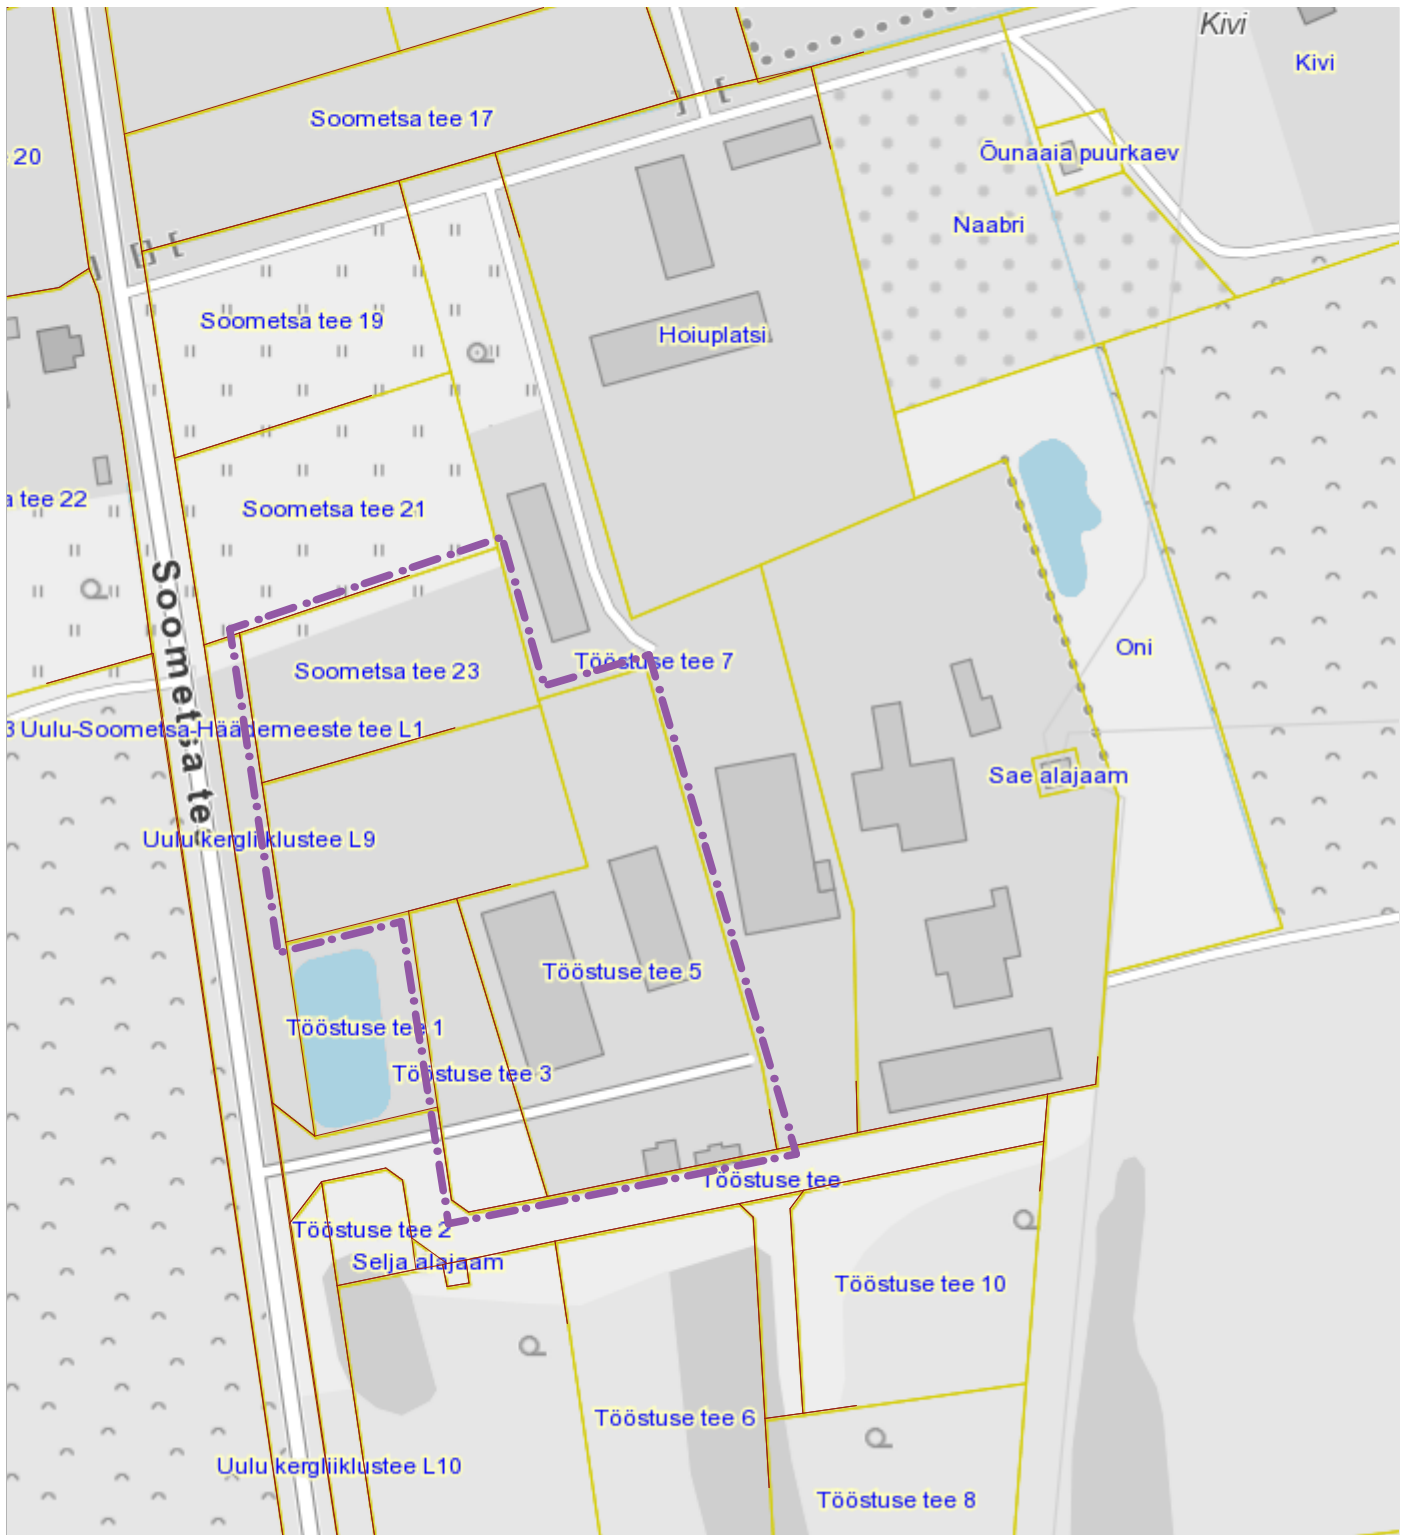 Kivi
Kivi
Soometsa tee 17
20
Õunaaia puurkaev
Naabri
Soometsa tee 19
Hoiuplatsi
a tee 22
Soometsa tee 21
Soometsa te
Soometsa tee 23
Tööstuse tee 7
Oni
3 Uulu-Soometsa-Häädemeeste tee L1
Sae alajaam
Uulu kergliiklustee L9
Tööstuse tee 5
Tööstuse tee 1
Tööstuse tee 3
Tööstuse tee
Tööstuse tee 2
Selja alajaam
Tööstuse tee 10
Tööstuse tee 6
Uulu kergliiklustee L10
Tööstuse tee 8